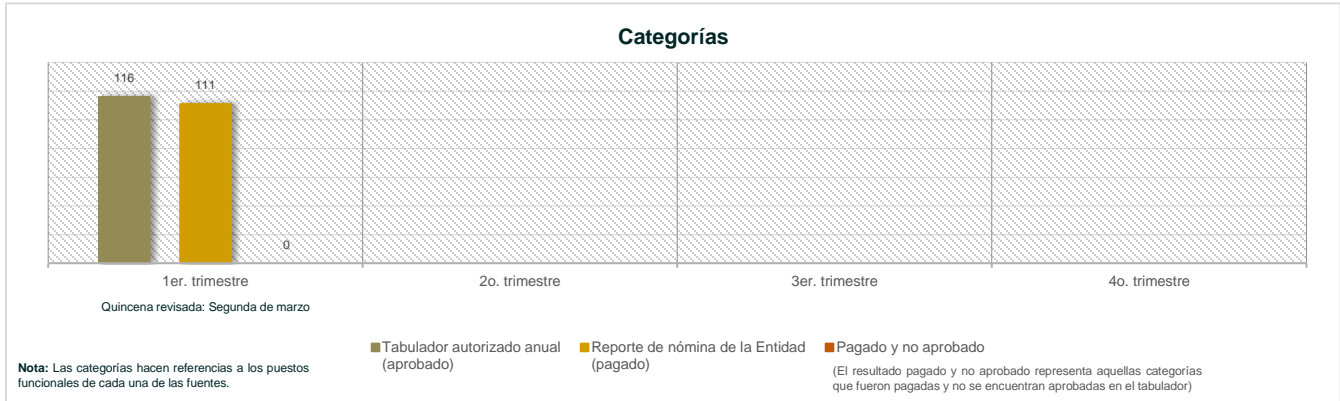 Categorías
116
111
0
1er. trimestre
2o. trimestre
3er. trimestre
4o. trimestre
Quincena revisada: Segunda de marzo
Tabulador autorizado anual
(aprobado)
Reporte de nómina de la Entidad
(pagado)
Pagado y no aprobado
(El resultado pagado y no aprobado representa aquellas categorías
que fueron pagadas y no se encuentran aprobadas en el tabulador)
Nota: Las categorías hacen referencias a los puestos
funcionales de cada una de las fuentes.